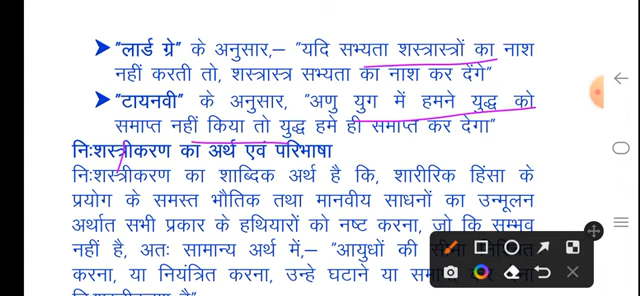 ➤ "लार्ड ग्रे" के अनुसार,– "यदि सभ्यता शस्त्रास्त्रों का नाश
नहीं करती तो, शस्त्रास्त्र सभ्यता का नाश कर देंगे"
➤ "टायनवी" के अनुसार, "अणु युग में हमने युद्ध को
समाप्त नहीं किया तो युद्ध हमे ही समाप्त कर देगा"
निःशस्त्रीकरण का अर्थ एवं परिभाषा
निःशस्त्रीकरण का शाब्दिक अर्थ है कि, शारीरिक हिंसा के
प्रयोग के समस्त भौतिक तथा मानवीय साधनों का उन्मूलन
अर्थात सभी प्रकार के हथियारों को नष्ट करना, जो कि सम्भव
नहीं है, अतः सामान्य अर्थ में,– "आयुधों की
करना, या नियंत्रित करना, उन्हे घटाने या